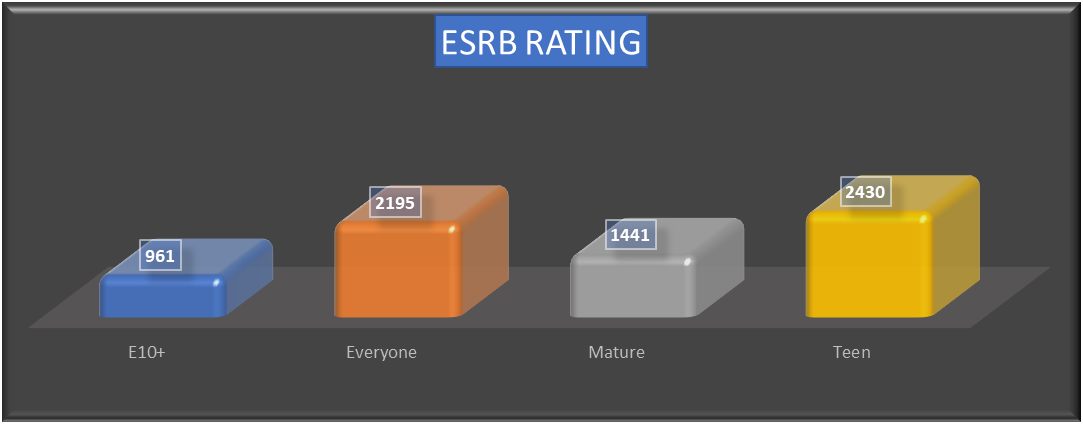 ESRB RATING
961
2195
1441
2430
E10+
Everyone
Mature
Teen